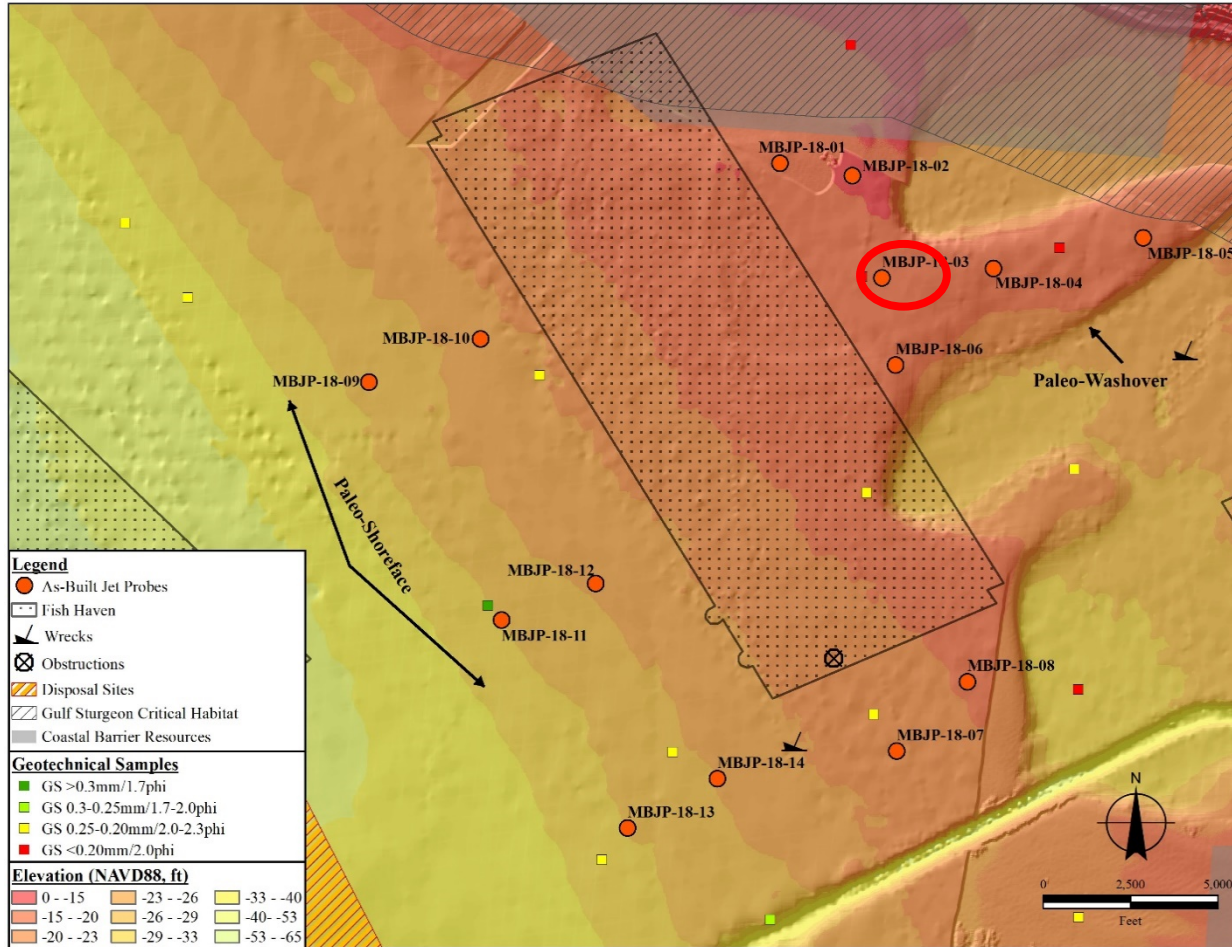 MBJP-18-01
MBJP-18-02
MBJP-18-05
MBJP-18-03
MBJP-18-04
MBJP-18-10
MBJP-18-06
MBJP-18-09
Paleo-Washover
Paleo-Shoreface
MBJP-18-12
MBJP-18-11
MBJP-18-08
MBJP-18-07
MBJP-18-14
MBJP-18-13
Legend
As-Built Jet Probes
Fish Haven
Wrecks
Obstructions
Disposal Sites
Gulf Sturgeon Critical Habitat
Coastal Barrier Resources
Geotechnical Samples
GS >0.3mm/1.7phi
GS 0.3-0.25mm/1.7-2.0phi
GS 0.25-0.20mm/2.0-2.3phi
GS <0.20mm/2.0phi
Elevation (NAVD88, ft)
0 - -15 -23 - -26 -33 - -40
-15 - -20 -26 - -29 -40- -53
-20 - -23 -29 - -33 -53 - -65
N
0 2,500 5,000
Feet